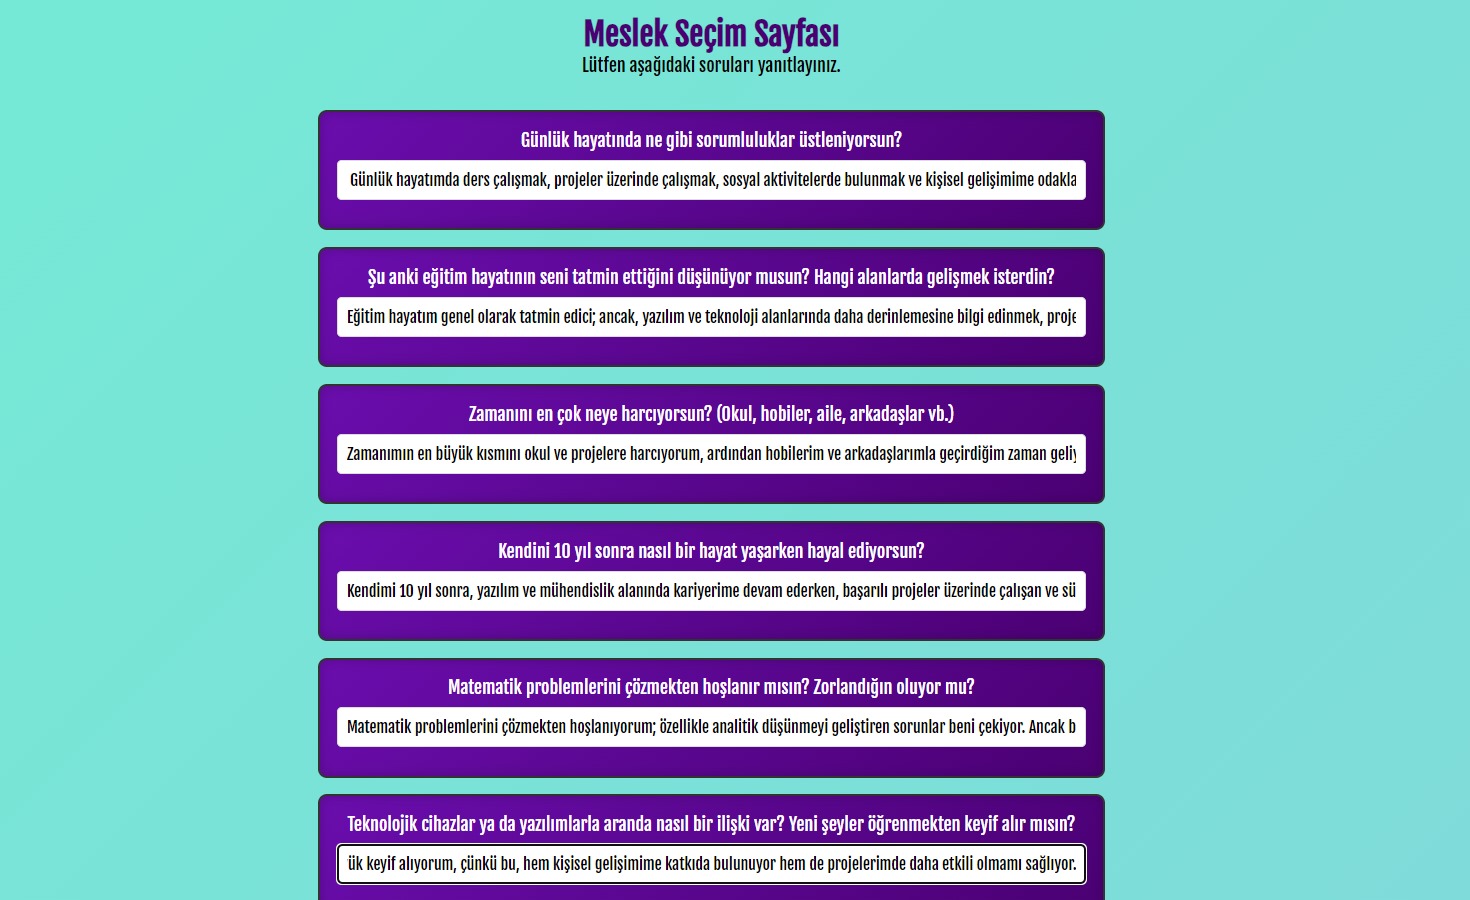 Meslek Seçim Sayfası
Lütfen aşağıdaki soruları yanıtlayınız.
Günlük hayatında ne gibi sorumluluklar üstleniyorsun?
Günlük hayatımda ders çalışmak, projeler üzerinde çalışmak, sosyal aktivitelerde bulunmak ve kişisel gelişimime odakla
Şu anki eğitim hayatının seni tatmin ettiğini düşünüyor musun? Hangi alanlarda gelişmek isterdin?
Eğitim hayatım genel olarak tatmin edici; ancak, yazılım ve teknoloji alanlarında daha derinlemesine bilgi edinmek, proje
Zamanını en çok neye harcıyorsun? (Okul, hobiler, aile, arkadaşlar vb.)
Zamanımın en büyük kısmını okul ve projelere harcıyorum, ardından hobilerim ve arkadaşlarımla geçirdiğim zaman geliy
Kendini 10 yıl sonra nasıl bir hayat yaşarken hayal ediyorsun?
Kendimi 10 yıl sonra, yazılım ve mühendislik alanında kariyerime devam ederken, başarılı projeler üzerinde çalışan ve sü
Matematik problemlerini çözmekten hoşlanır mısın? Zorlandığın oluyor mu?
Matematik problemlerini çözmekten hoşlanıyorum; özellikle analitik düşünmeyi geliştiren sorunlar beni çekiyor. Ancak b
Teknolojik cihazlar ya da yazılımlarla aranda nasıl bir ilişki var? Yeni şeyler öğrenmekten keyif alır mısın?
ük keyif alıyorum, çünkü bu, hem kişisel gelişimime katkıda bulunuyor hem de projelerimde daha etkili olmamı sağlıyor.